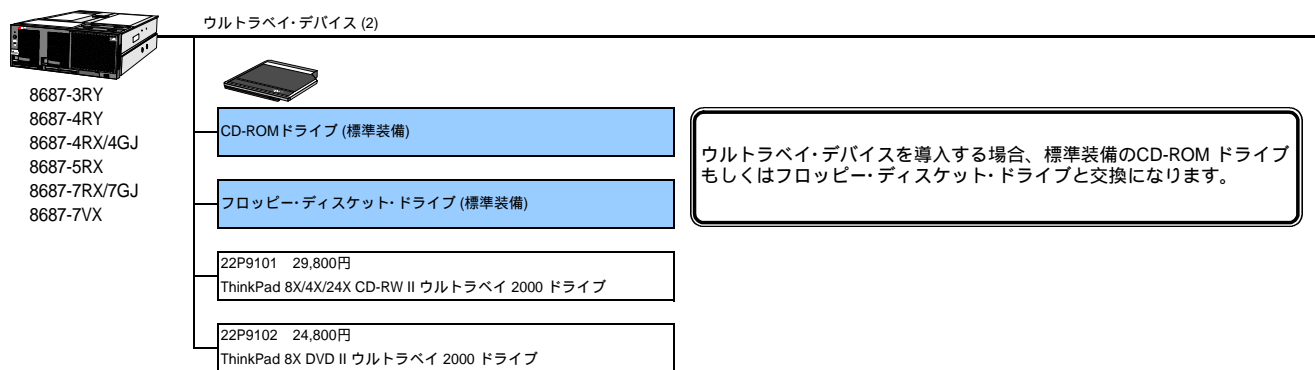 ウルトラベイ・デバイス (2)
8687-3RY
8687-4RY
8687-4RX/4GJ
8687-5RX
8687-7RX/7GJ
8687-7VX
CD-ROMドライブ (標準装備)
フロッピー・ディスケット・ドライブ (標準装備)
22P9101 29,800円
ThinkPad 8X/4X/24X CD-RW II ウルトラベイ 2000 ドライブ
22P9102 24,800円
ThinkPad 8X DVD II ウルトラベイ 2000 ドライブ
ウルトラベイ・デバイスを導入する場合、標準装備のCD-ROM ドライブ
もしくはフロッピー・ディスケット・ドライブと交換になります。